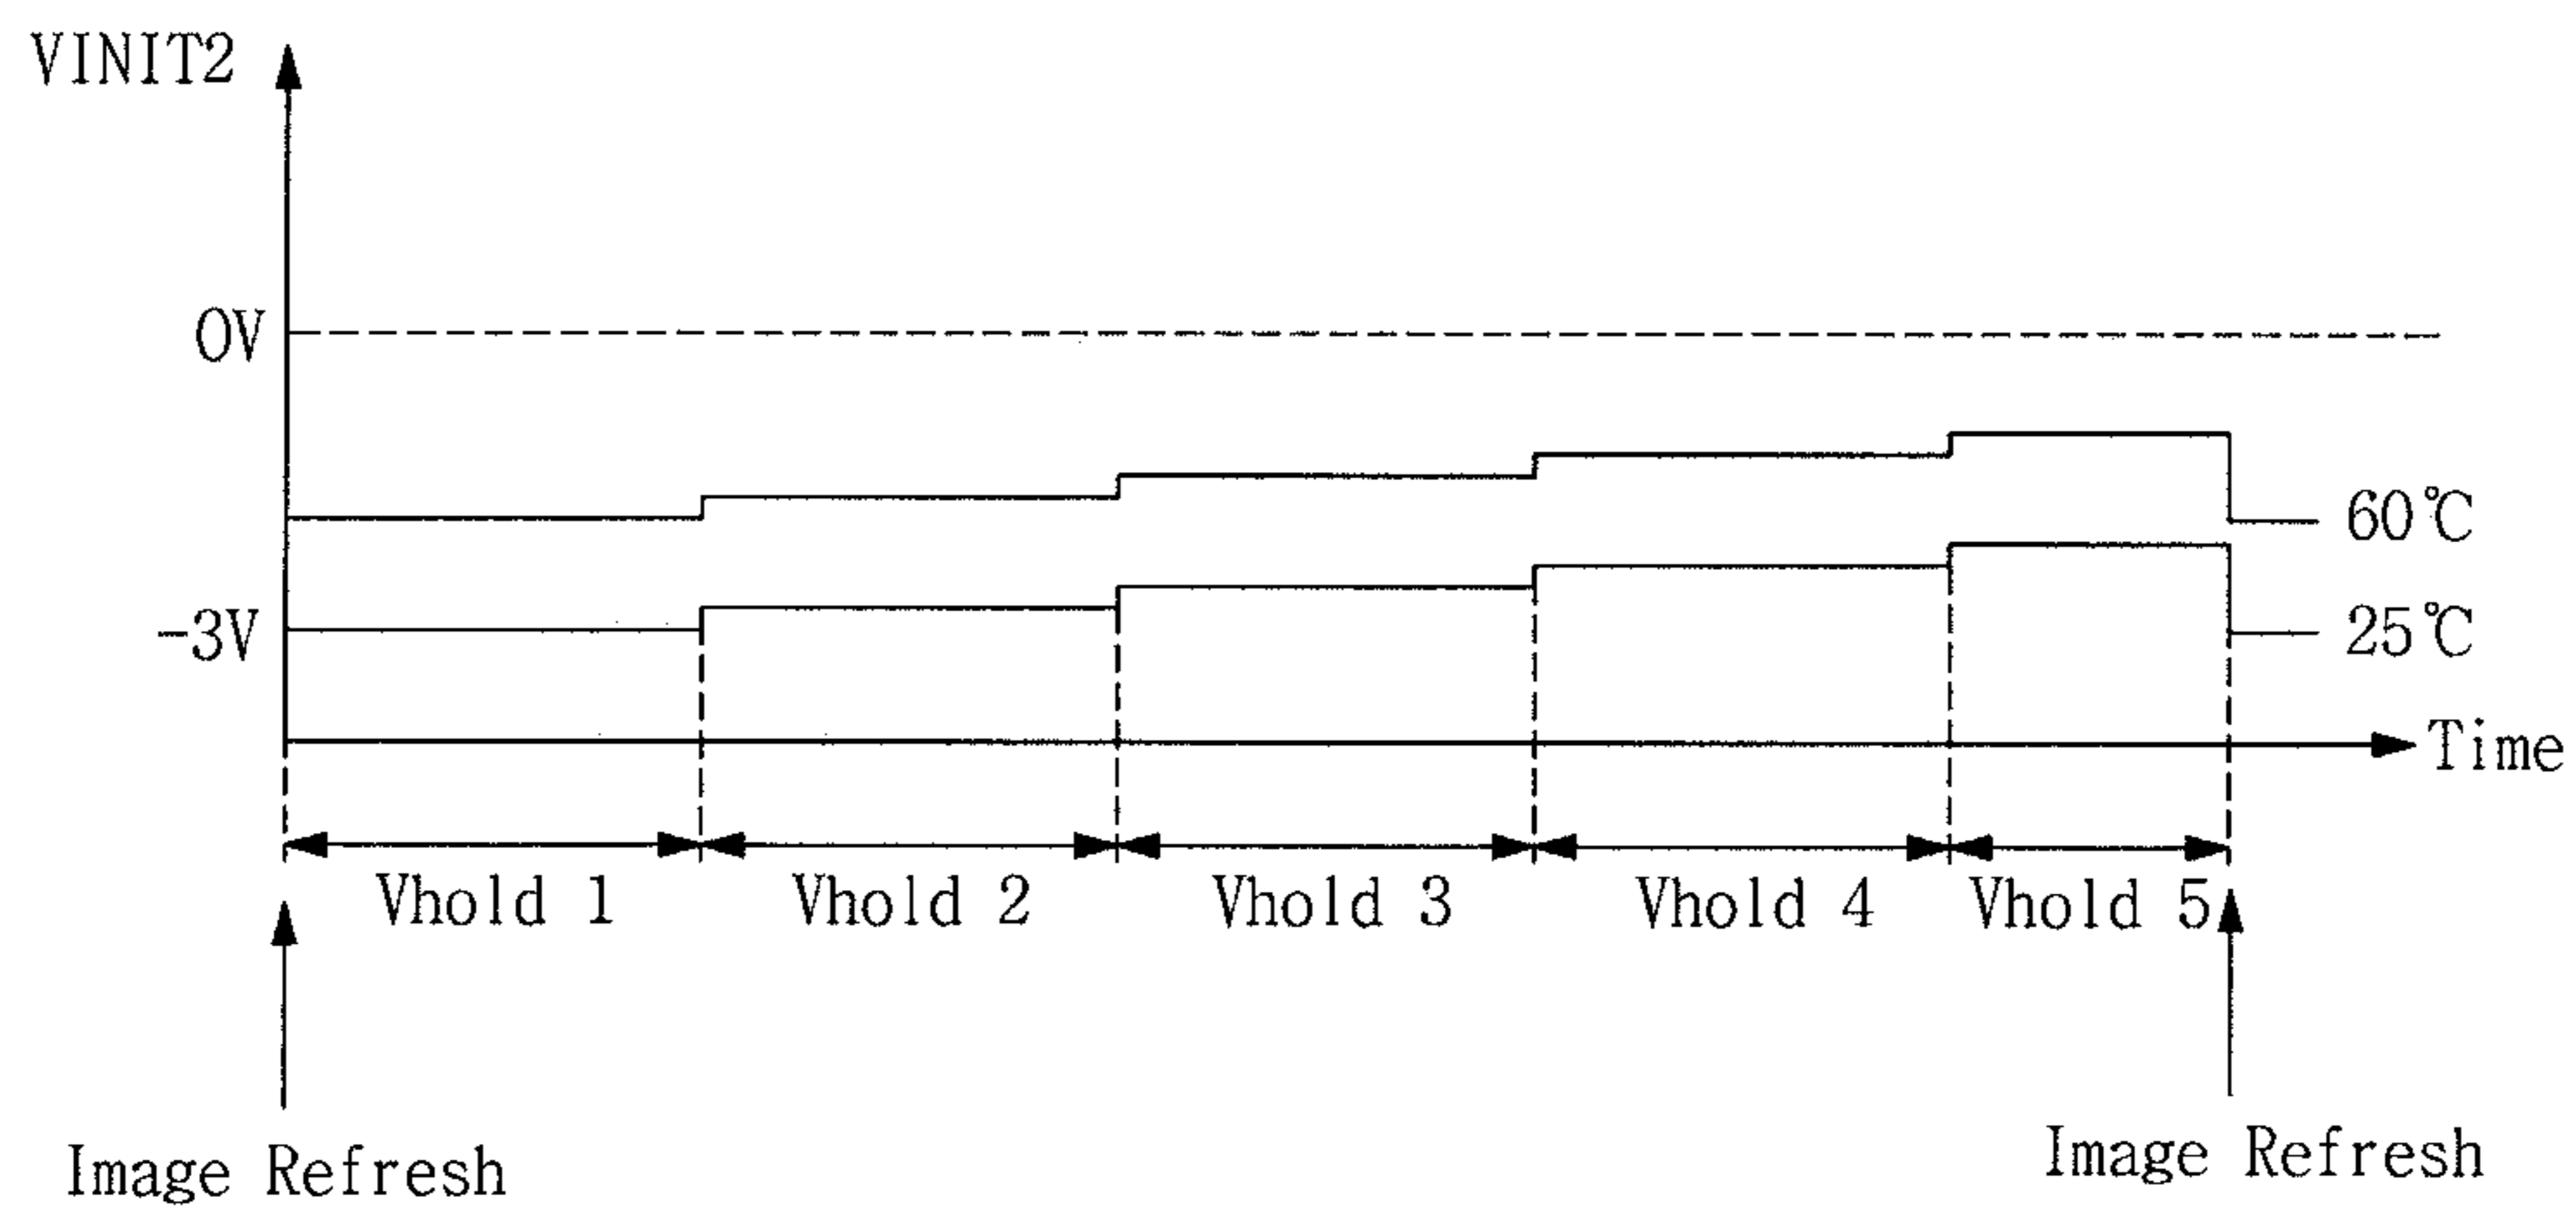 VINIT2
0V
60℃
-3V
25℃
Time
Vhold 1
Vhold 2
Vhold 3
Vhold 4
Vhold 5
Image Refresh
Image Refresh